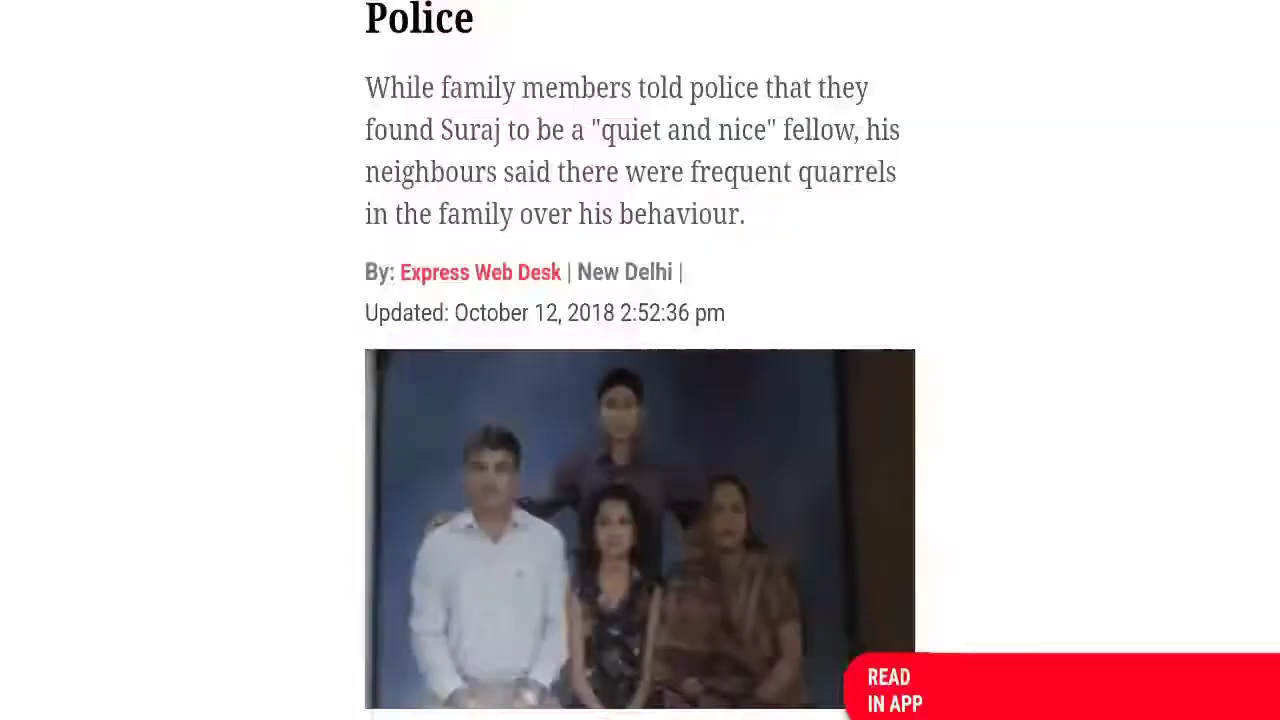 Police
While family members told police that they
found Suraj to be a "quiet and nice" fellow, his
neighbours said there were frequent quarrels
in the family over his behaviour.
By: Express Web Desk | New Delhi |
Updated: October 12, 2018 2:52:36 pm
READ
IN APP